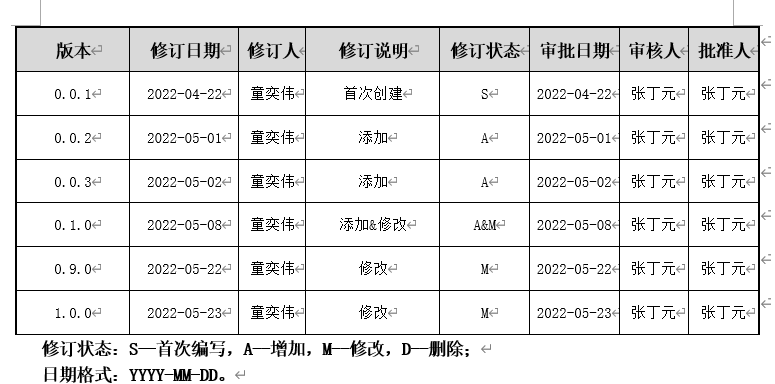 版本 修订日期 修订人 修订说明 修订状态 审批日期 审核人 批准人
0.0.1 2022-04-22 童奕伟 首次创建 S 2022-04-22 张丁元 张丁元
0.0.2 2022-05-01 童奕伟 添加 A 2022-05-01 张丁元 张丁元
0.0.3 2022-05-02 童奕伟 添加 A 2022-05-02 张丁元 张丁元
0.1.0 2022-05-08 童奕伟 添加&修改 A&M 2022-05-08 张丁元 张丁元
0.9.0 2022-05-22 童奕伟 修改 M 2022-05-22 张丁元 张丁元
1.0.0 2022-05-23 童奕伟 修改 M 2022-05-23 张丁元 张丁元
修订状态：S—首次编写，A—增加，M—修改，D—删除；
日期格式：YYYY-MM-DD。